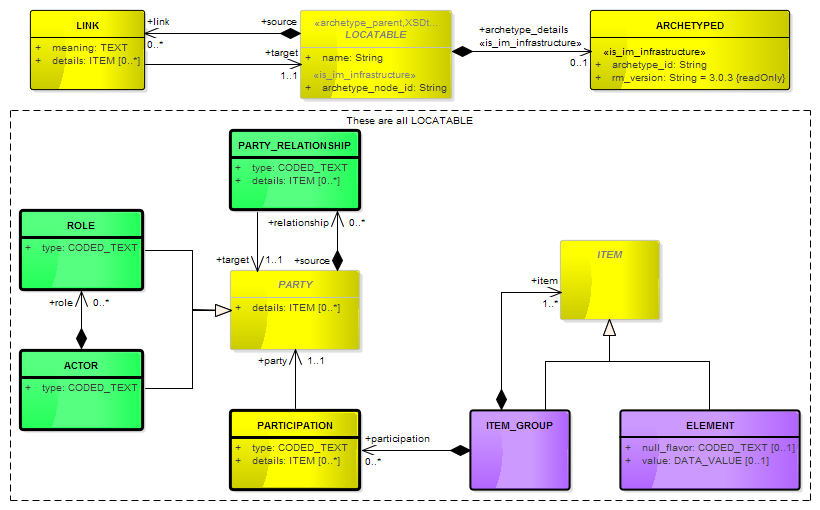 LINK
+ meaning: TEXT
+ details: ITEM [0..*]
+link
0..*
+source
+target
1..1
«archetype_parent,XSDt...
LOCATABLE
+ name: String
«is_im_infrastructure»
+ archetype_node_id: String
+archetype_details
«is_im_infrastructure»
0..1
ARCHETYPED
«is_im_infrastructure»
+ archetype_id: String
+ rm_version: String = 3.0.3 {readOnly}
These are all LOCATABLE
PARTY_RELATIONSHIP
+ type: CODED_TEXT
+ details: ITEM [0..*]
+relationship
0..*
+target
1..1
+source
ROLE
+ type: CODED_TEXT
+role
0..*
ACTOR
+ type: CODED_TEXT
PARTY
+ details: ITEM [0..*]
+party
1..1
PARTICIPATION
+ type: CODED_TEXT
+ details: ITEM [0..*]
+participation
0..*
ITEM
+item
1..*
ITEM_GROUP
ELEMENT
+ null_flavor: CODED_TEXT [0..1]
+ value: DATA_VALUE [0..1]